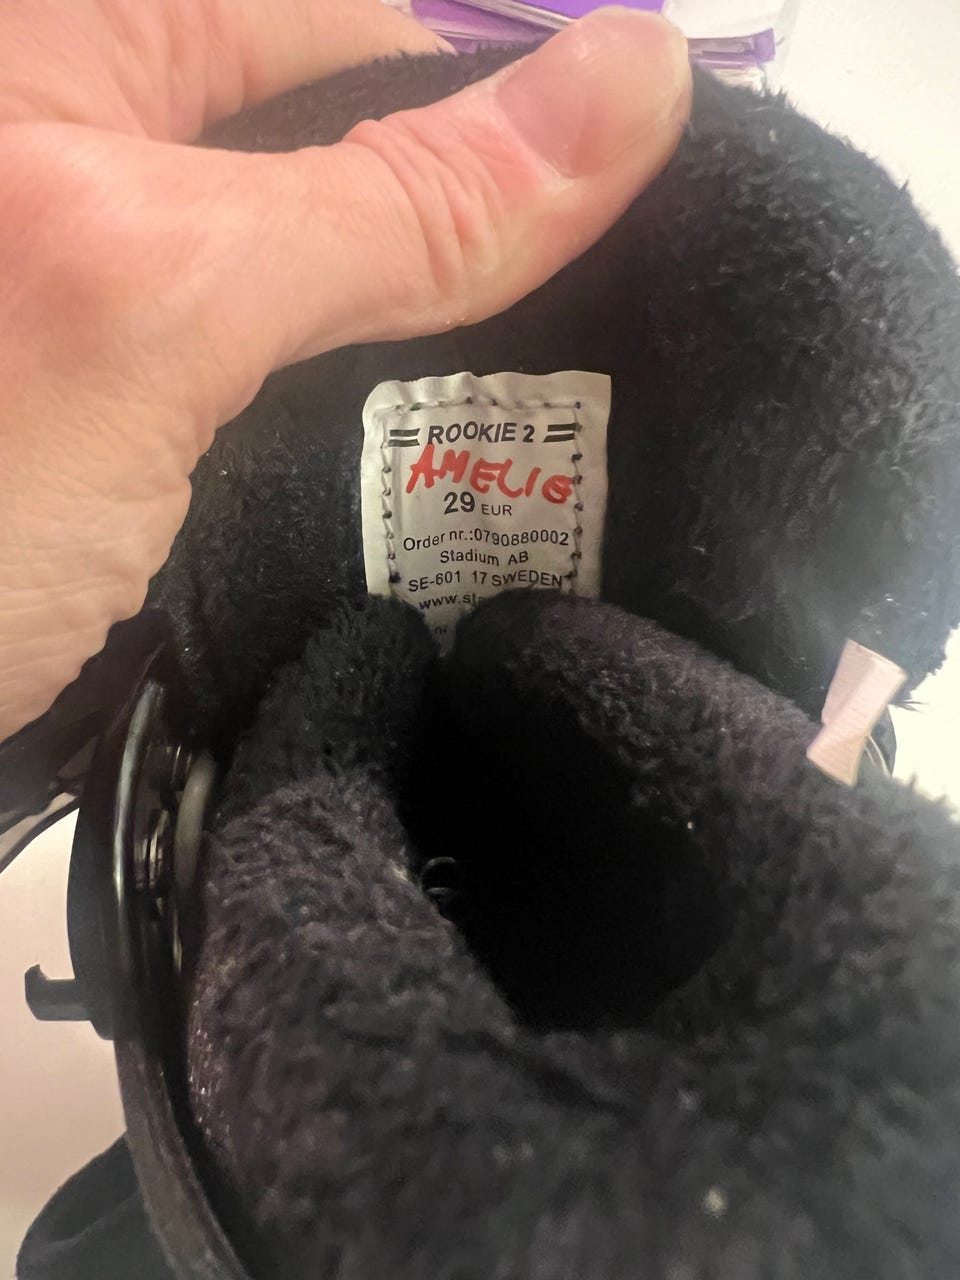 ROOKIE 2
AMELIE
29 EUR
Order nr.:0790880002
Stadium AB
SE-601 17 SWEDEN